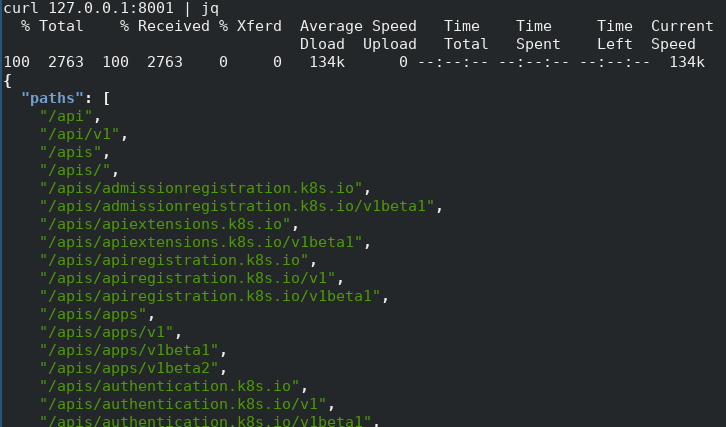 curl 127.0.0.1:8001 | jq
  % Total    % Received % Xferd  Average Speed   Time    Time     Time  Current
                                 Dload  Upload   Total   Spent    Left  Speed
100  2763  100  2763    0     0   134k      0 --:--:-- --:--:-- --:--:--  134k
{
  "paths": [
    "/api",
    "/api/v1",
    "/apis",
    "/apis/",
    "/apis/admissionregistration.k8s.io",
    "/apis/admissionregistration.k8s.io/v1beta1",
    "/apis/apiextensions.k8s.io",
    "/apis/apiextensions.k8s.io/v1beta1",
    "/apis/apiregistration.k8s.io",
    "/apis/apiregistration.k8s.io/v1",
    "/apis/apiregistration.k8s.io/v1beta1",
    "/apis/apps",
    "/apis/apps/v1",
    "/apis/apps/v1beta1",
    "/apis/apps/v1beta2",
    "/apis/authentication.k8s.io",
    "/apis/authentication.k8s.io/v1",
    "/apis/authentication.k8s.io/v1beta1",